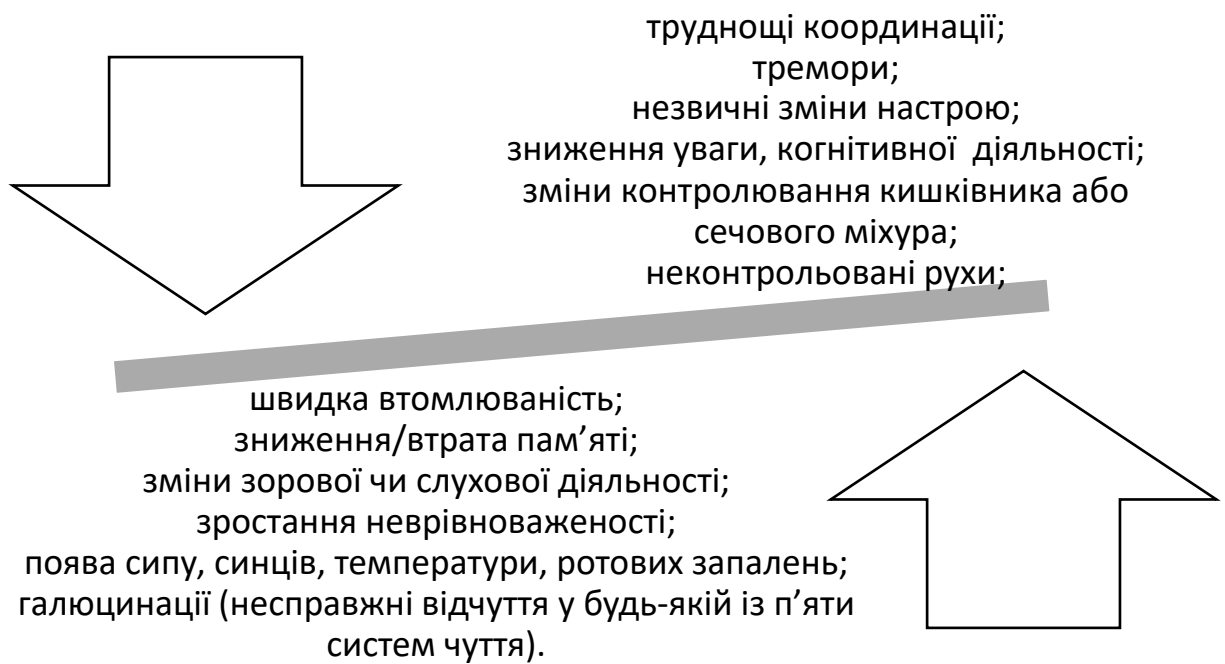 труднощі координації;
тремори;
незвичні зміни настрою;
зниження уваги, когнітивної діяльності;
зміни контролювання кишківника або
сечового міхура;
неконтрольовані рухи;
швидка втомлюваність;
зниження/втрата пам’яті;
зміни зорової чи слухової діяльності;
зростання неврівноваженості;
поява сипу, синців, температури, ротових запалень;
галюцинації (несправжні відчуття у будь-якій із п’яти
систем чуття).